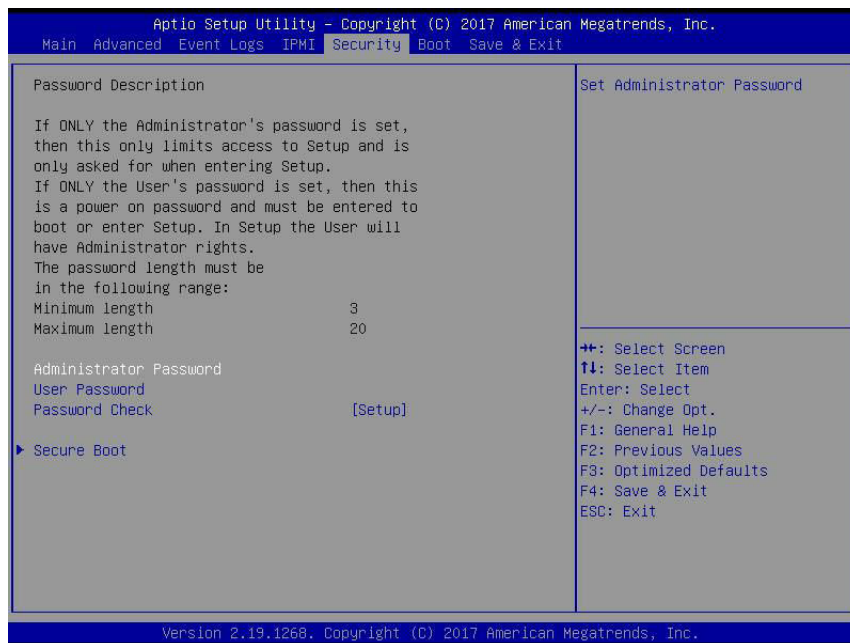 Aptio Setup Utility – Copyright (C) 2017 American Megatrends, Inc.
Main Advanced Event Logs IPMI Security Boot Save & Exit
Password Description
If ONLY the Administrator's password is set,
then this only limits access to Setup and is
only asked for when entering Setup.
If ONLY the User's password is set, then this
is a power on password and must be entered to
boot or enter Setup. In Setup the User will
have Administrator rights.
The password length must be
in the following range:
Minimum length 3
Maximum length 20
Administrator Password
User Password
Password Check [Setup]
Secure Boot
Set Administrator Password
→←: Select Screen
↑↓: Select Item
Enter: Select
+/-: Change Opt.
F1: General Help
F2: Previous Values
F3: Optimized Defaults
F4: Save & Exit
ESC: Exit
Version 2.19.1268. Copyright (C) 2017 American Megatrends, Inc.